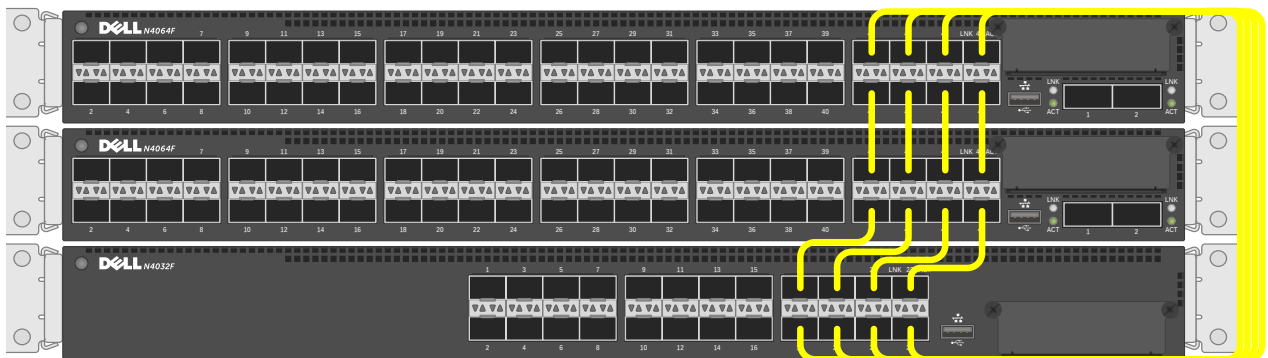 DELL N4064F 7 9 11 13 15 17 19 21 23 25 27 29 31 33 35 37 39 LNK ACT
LNK LNK
2 4 6 8 10 12 14 16 18 20 22 24 26 28 30 32 34 36 38 40 ACT 1 2 ACT
DELL N4064F 7 9 11 13 15 17 19 21 23 25 27 29 31 33 35 37 39 LNK
LNK LNK
2 4 6 8 10 12 14 16 18 20 22 24 26 28 30 32 34 36 38 40 ACT 1 2 ACT
DELL N4032F
1 3 5 7 9 11 13 15 LNK
2 4 6 8 10 12 14 16